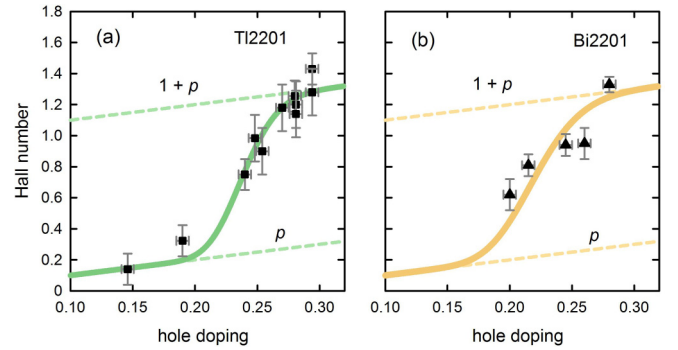 (a)
Tl2201
1 + p
p
Hall number
1.8
1.6
1.4
1.2
1.0
0.8
0.6
0.4
0.2
0
0.10
0.15
0.20
0.25
0.30
hole doping
(b)
Bi2201
1 + p
p
0.10
0.15
0.20
0.25
0.30
hole doping